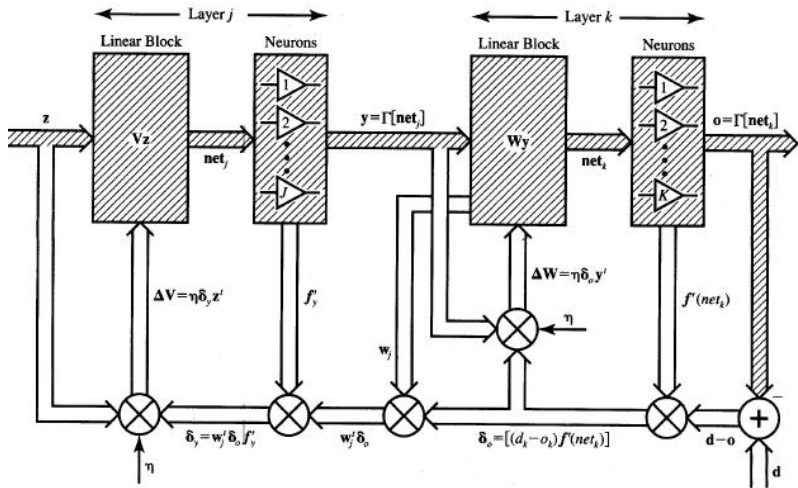 Layer j
Layer k
Linear Block
Neurons
Linear Block
Neurons
z
Vz
net_j
1
2
J
y=Γ[net_j]
Wy
net_k
1
2
K
o=Γ[net_k]
ΔV=ηδ_y z^t
f'_y
w_j
ΔW=ηδ_o y^t
η
f'(net_k)
δ_y=w_j^t δ_o f'_y
w_j^t δ_o
δ_o=[(d_k−o_k)f'(net_k)]
d−o
+
−
η
d